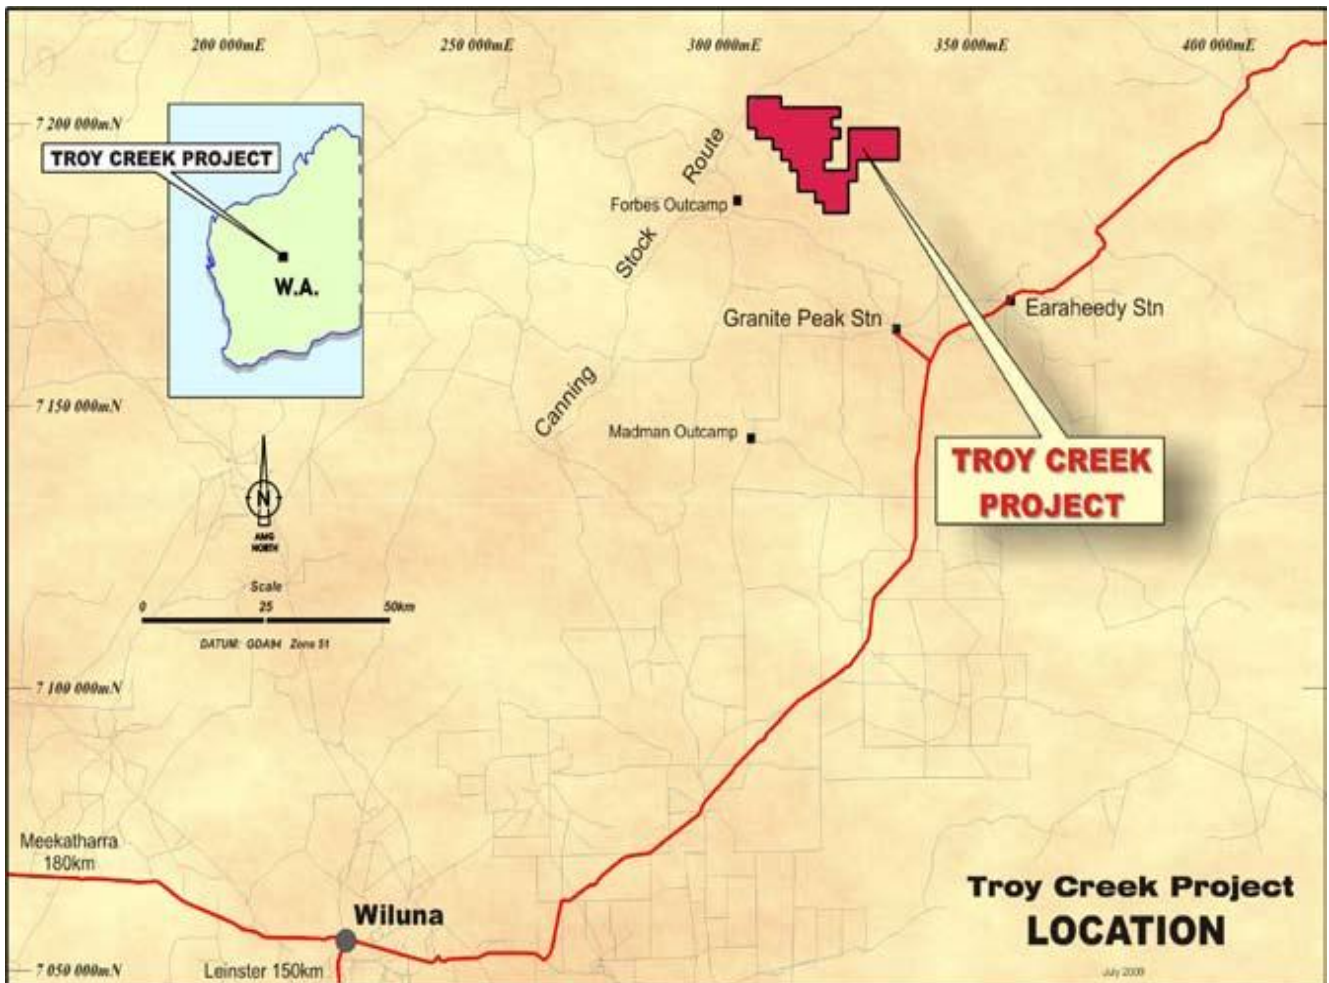 200 000mE
250 000mE
300 000mE
350 000mE
400 000mE
7 200 000mN
TROY CREEK PROJECT
W.A.
Route
Forbes Outcamp
Stock
Granite Peak Stn
Earaheedy Stn
7 150 000mN
Canning
Madman Outcamp
TROY CREEK
PROJECT
N
AMG
NORTH
Scale
0 25 50km
DATUM: GDA94 Zone 51
7 100 000mN
Meekatharra
180km
Wiluna
Leinster 150km
7 050 000mN
Troy Creek Project
LOCATION
July 2009